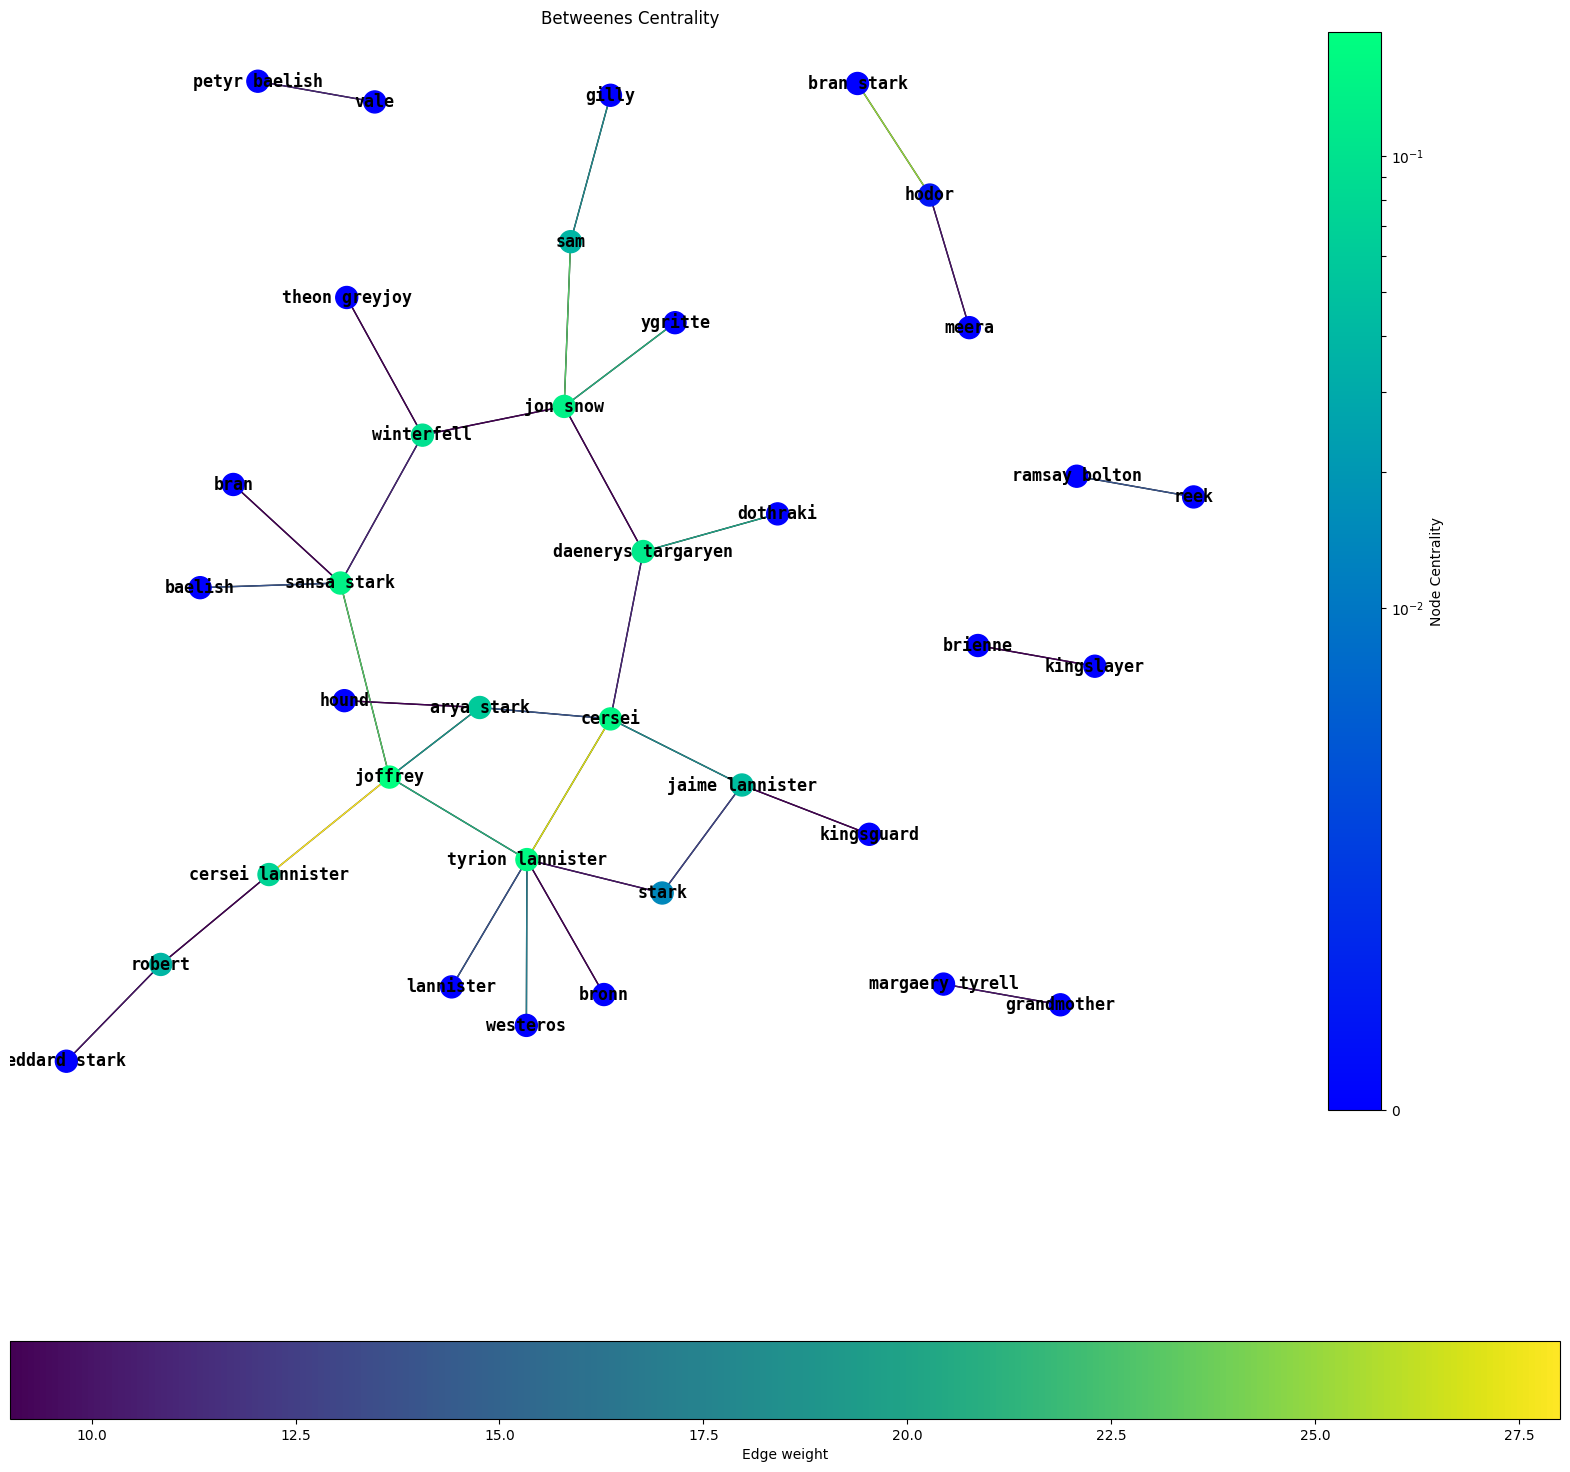 Betweenes Centrality
petyr baelish
vale
gilly
bran stark
hodor
sam
theon greyjoy
ygritte
meera
jon snow
winterfell
bran
ramsay bolton
reek
dothraki
daenerys targaryen
baelish
sansa stark
brienne
kingslayer
hound
arya stark
cersei
joffrey
jaime lannister
kingsguard
tyrion lannister
cersei lannister
stark
robert
lannister
bronn
westeros
margaery tyrell
grandmother
eddard stark
10⁻¹
10⁻²
0
Node Centrality
10.0 12.5 15.0 17.5 20.0 22.5 25.0 27.5
Edge weight